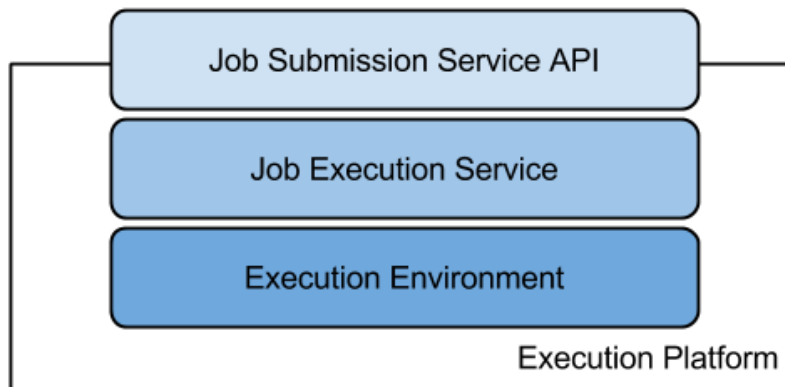 Job Submission Service API
Job Execution Service
Execution Environment
Execution Platform